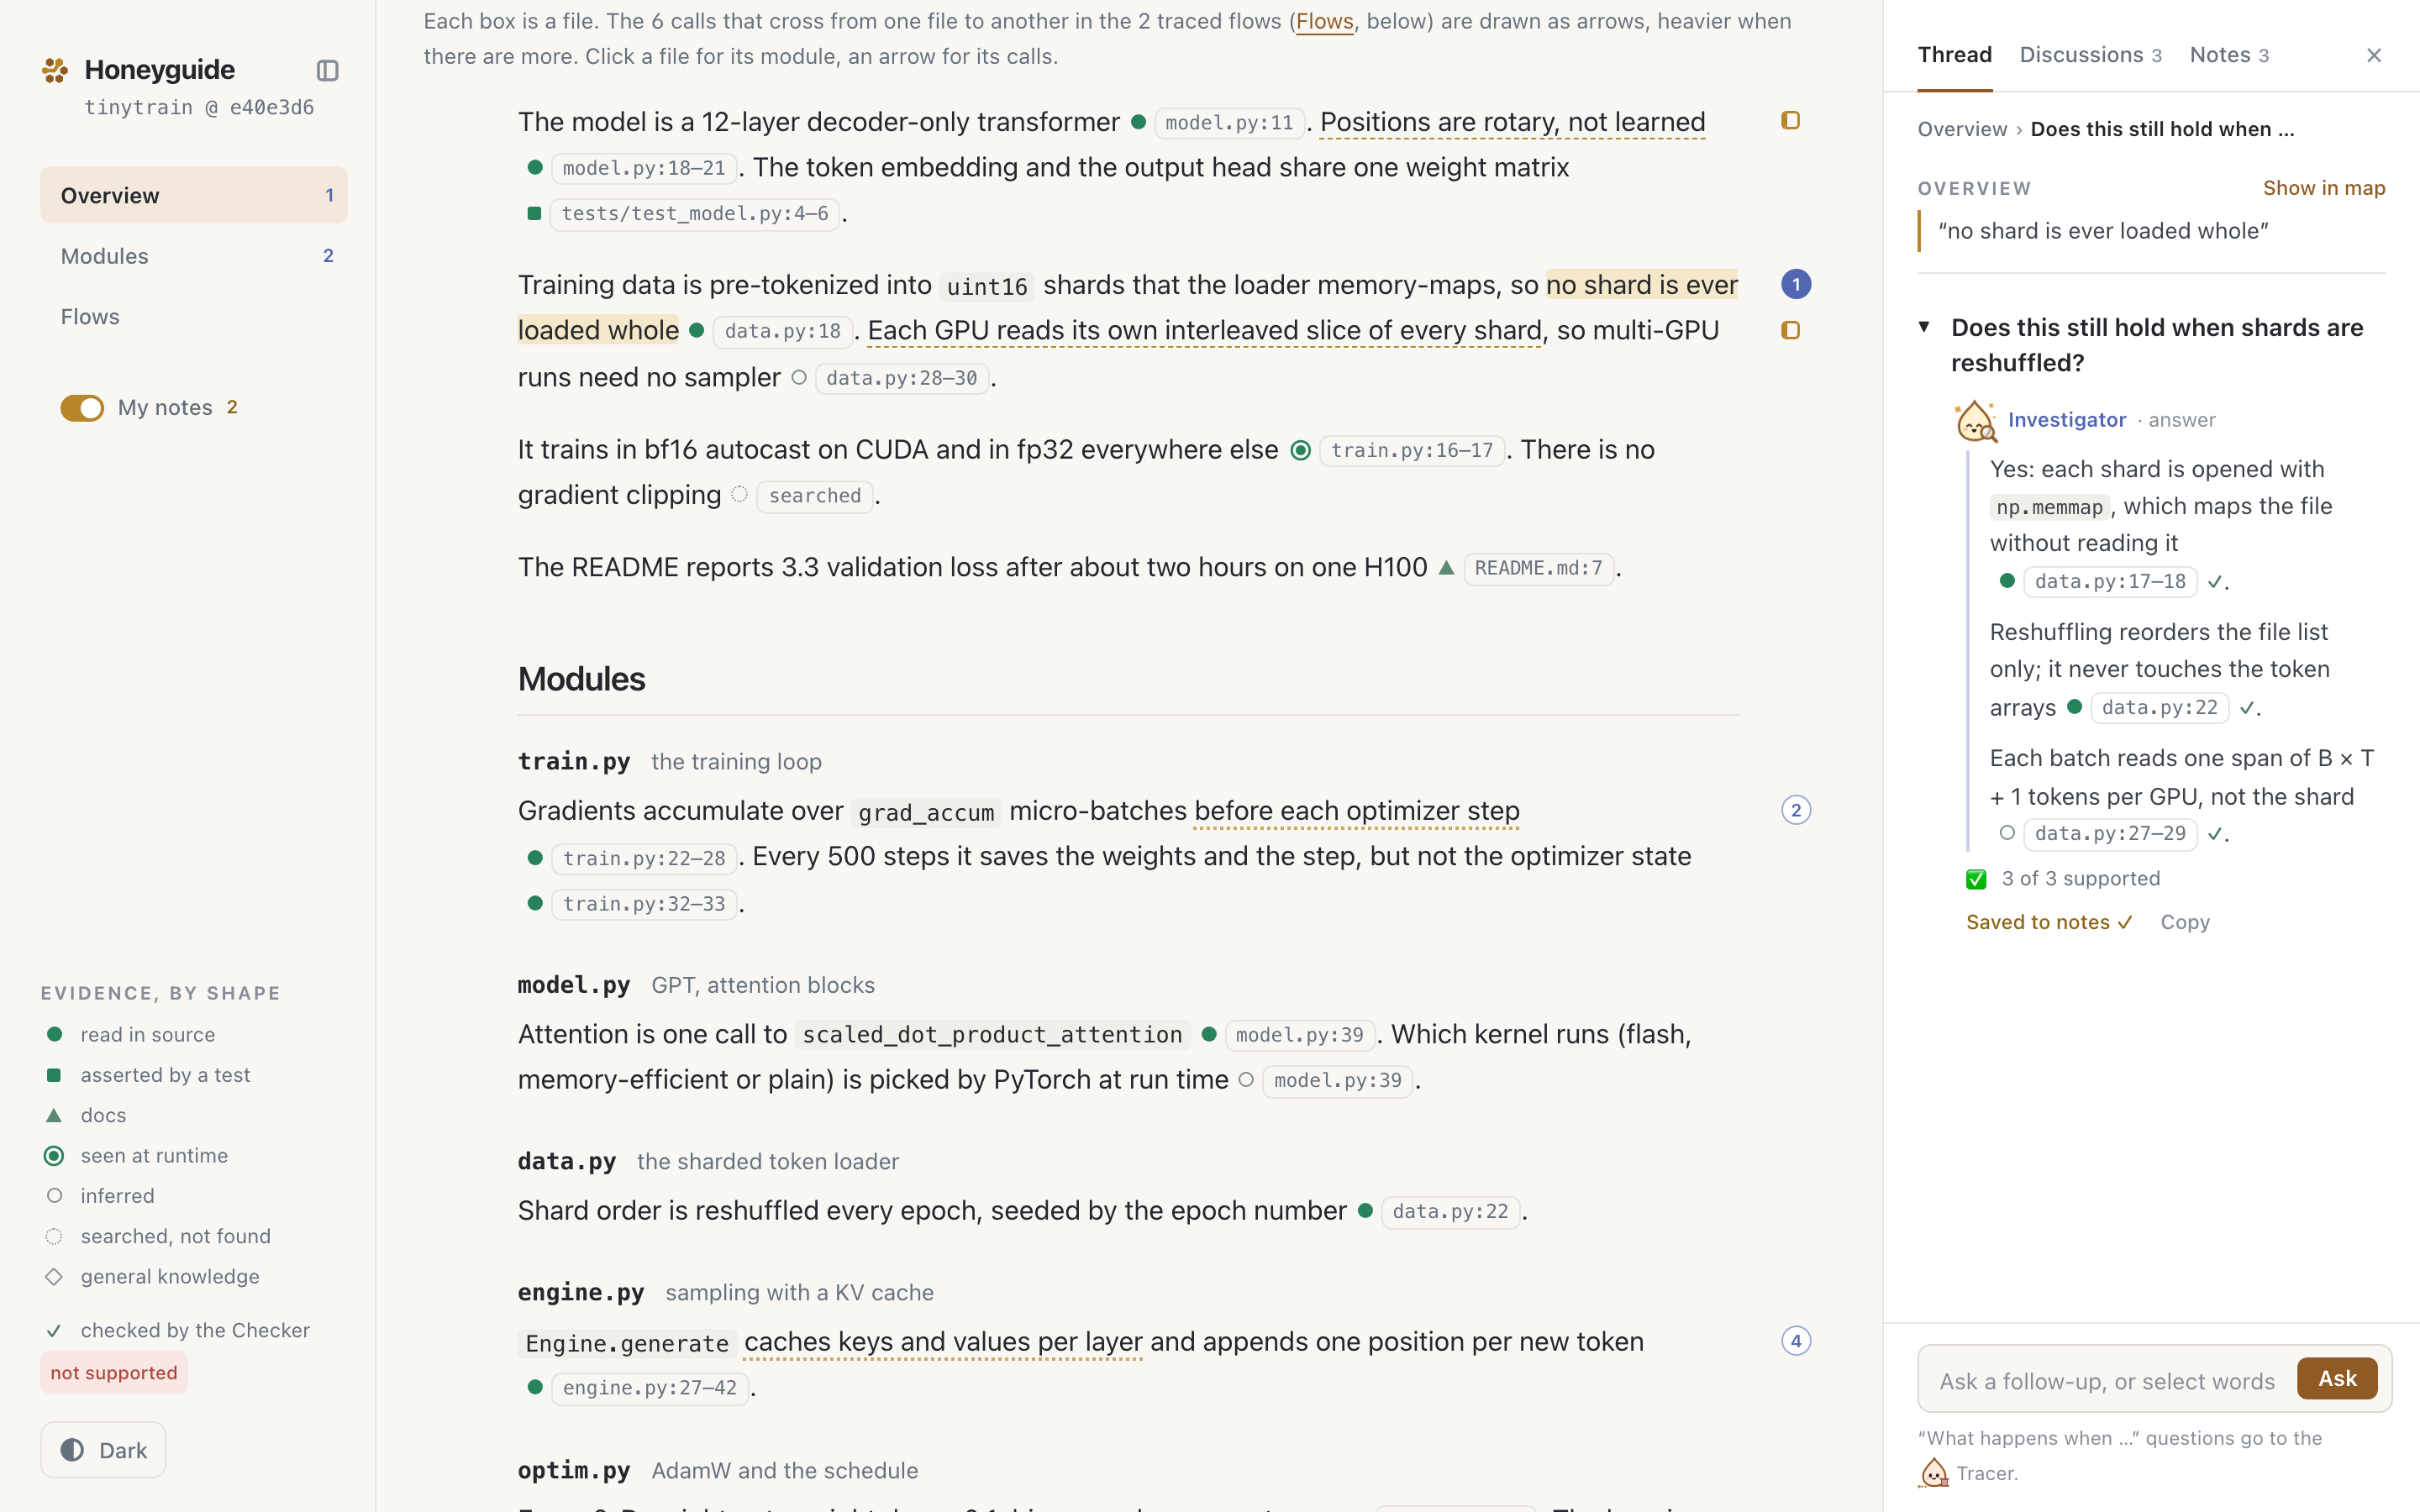 Honeyguide
tinytrain @ e40e3d6
Overview 1
Modules 2
Flows
My notes 2
EVIDENCE, BY SHAPE
read in source
asserted by a test
docs
seen at runtime
inferred
searched, not found
general knowledge
✓ checked by the Checker
not supported
Dark
Each box is a file. The 6 calls that cross from one file to another in the 2 traced flows (Flows, below) are drawn as arrows, heavier when
there are more. Click a file for its module, an arrow for its calls.
The model is a 12-layer decoder-only transformer model.py:11. Positions are rotary, not learned
model.py:18–21. The token embedding and the output head share one weight matrix
tests/test_model.py:4–6.
Training data is pre-tokenized into uint16 shards that the loader memory-maps, so no shard is ever 1
loaded whole data.py:18. Each GPU reads its own interleaved slice of every shard, so multi-GPU
runs need no sampler data.py:28–30.
It trains in bf16 autocast on CUDA and in fp32 everywhere else train.py:16–17. There is no
gradient clipping searched.
The README reports 3.3 validation loss after about two hours on one H100 README.md:7.
Modules
train.py the training loop
Gradients accumulate over grad_accum micro-batches before each optimizer step 2
train.py:22–28. Every 500 steps it saves the weights and the step, but not the optimizer state
train.py:32–33.
model.py GPT, attention blocks
Attention is one call to scaled_dot_product_attention model.py:39. Which kernel runs (flash,
memory-efficient or plain) is picked by PyTorch at run time model.py:39.
data.py the sharded token loader
Shard order is reshuffled every epoch, seeded by the epoch number data.py:22.
engine.py sampling with a KV cache
Engine.generate caches keys and values per layer and appends one position per new token 4
engine.py:27–42.
optim.py AdamW and the schedule
Thread Discussions 3 Notes 3 ×
Overview › Does this still hold when ...
OVERVIEW Show in map
“no shard is ever loaded whole”
Does this still hold when shards are
reshuffled?
Investigator · answer
Yes: each shard is opened with
np.memmap, which maps the file
without reading it
data.py:17–18 ✓.
Reshuffling reorders the file list
only; it never touches the token
arrays data.py:22 ✓.
Each batch reads one span of B × T
+ 1 tokens per GPU, not the shard
data.py:27–29 ✓.
3 of 3 supported
Saved to notes ✓ Copy
Ask a follow-up, or select words Ask
“What happens when …” questions go to the
Tracer.